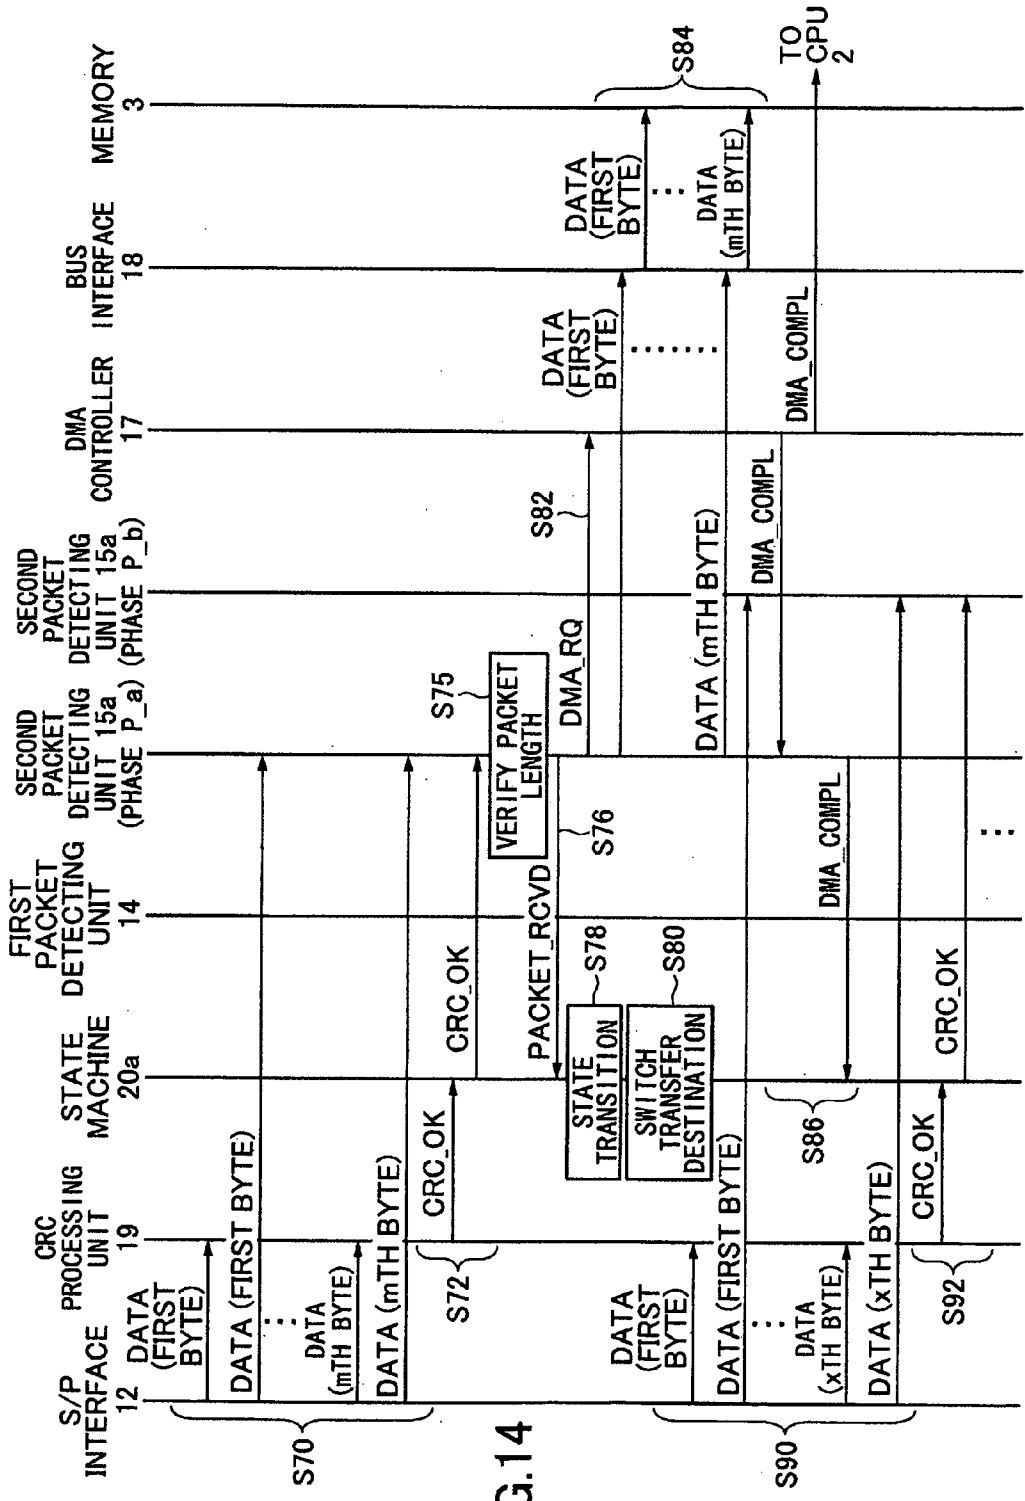 S/P
INTERFACE
12
CRC
PROCESSING
UNIT
19
STATE
MACHINE
20a
FIRST
PACKET
DETECTING
UNIT
14
SECOND
PACKET
DETECTING
UNIT 15a
(PHASE P_a)
SECOND
PACKET
DETECTING
UNIT 15a
(PHASE P_b)
DMA
CONTROLLER
17
BUS
INTERFACE
18
MEMORY
3
S70
DATA
(FIRST
BYTE)
DATA (FIRST BYTE)
DATA
(mTH BYTE)
DATA (mTH BYTE)
S72
CRC_OK
CRC_OK
S75
VERIFY PACKET
LENGTH
PACKET_RCVD
S76
STATE
TRANSITION
S78
SWITCH
TRANSFER
DESTINATION
S80
DMA_RQ
S82
DATA
(FIRST
BYTE)
DATA
(FIRST
BYTE)
DATA (mTH BYTE)
DATA
(mTH BYTE)
S84
DMA_COMPL
DMA_COMPL
TO
CPU
2
DMA_COMPL
S86
S90
DATA
(FIRST
BYTE)
DATA (FIRST BYTE)
DATA
(xTH BYTE)
DATA (xTH BYTE)
S92
CRC_OK
CRC_OK
G.14